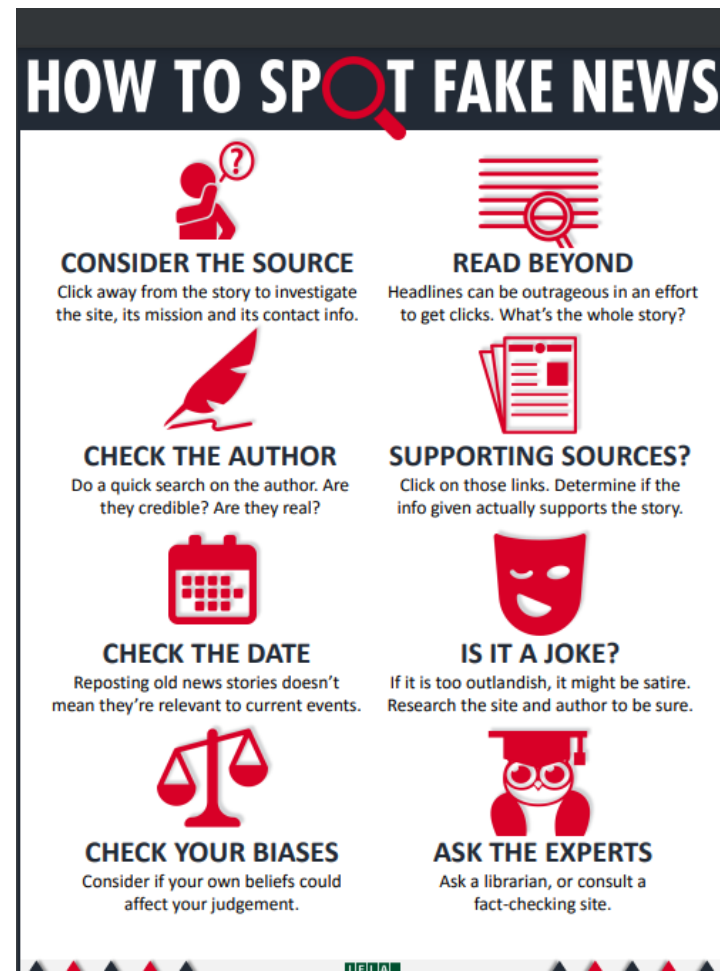 HOW TO SPOT FAKE NEWS
?
CONSIDER THE SOURCE
Click away from the story to investigate
the site, its mission and its contact info.
READ BEYOND
Headlines can be outrageous in an effort
to get clicks. What’s the whole story?
CHECK THE AUTHOR
Do a quick search on the author. Are
they credible? Are they real?
SUPPORTING SOURCES?
Click on those links. Determine if the
info given actually supports the story.
CHECK THE DATE
Reposting old news stories doesn’t
mean they’re relevant to current events.
IS IT A JOKE?
If it is too outlandish, it might be satire.
Research the site and author to be sure.
CHECK YOUR BIASES
Consider if your own beliefs could
affect your judgement.
ASK THE EXPERTS
Ask a librarian, or consult a
fact-checking site.